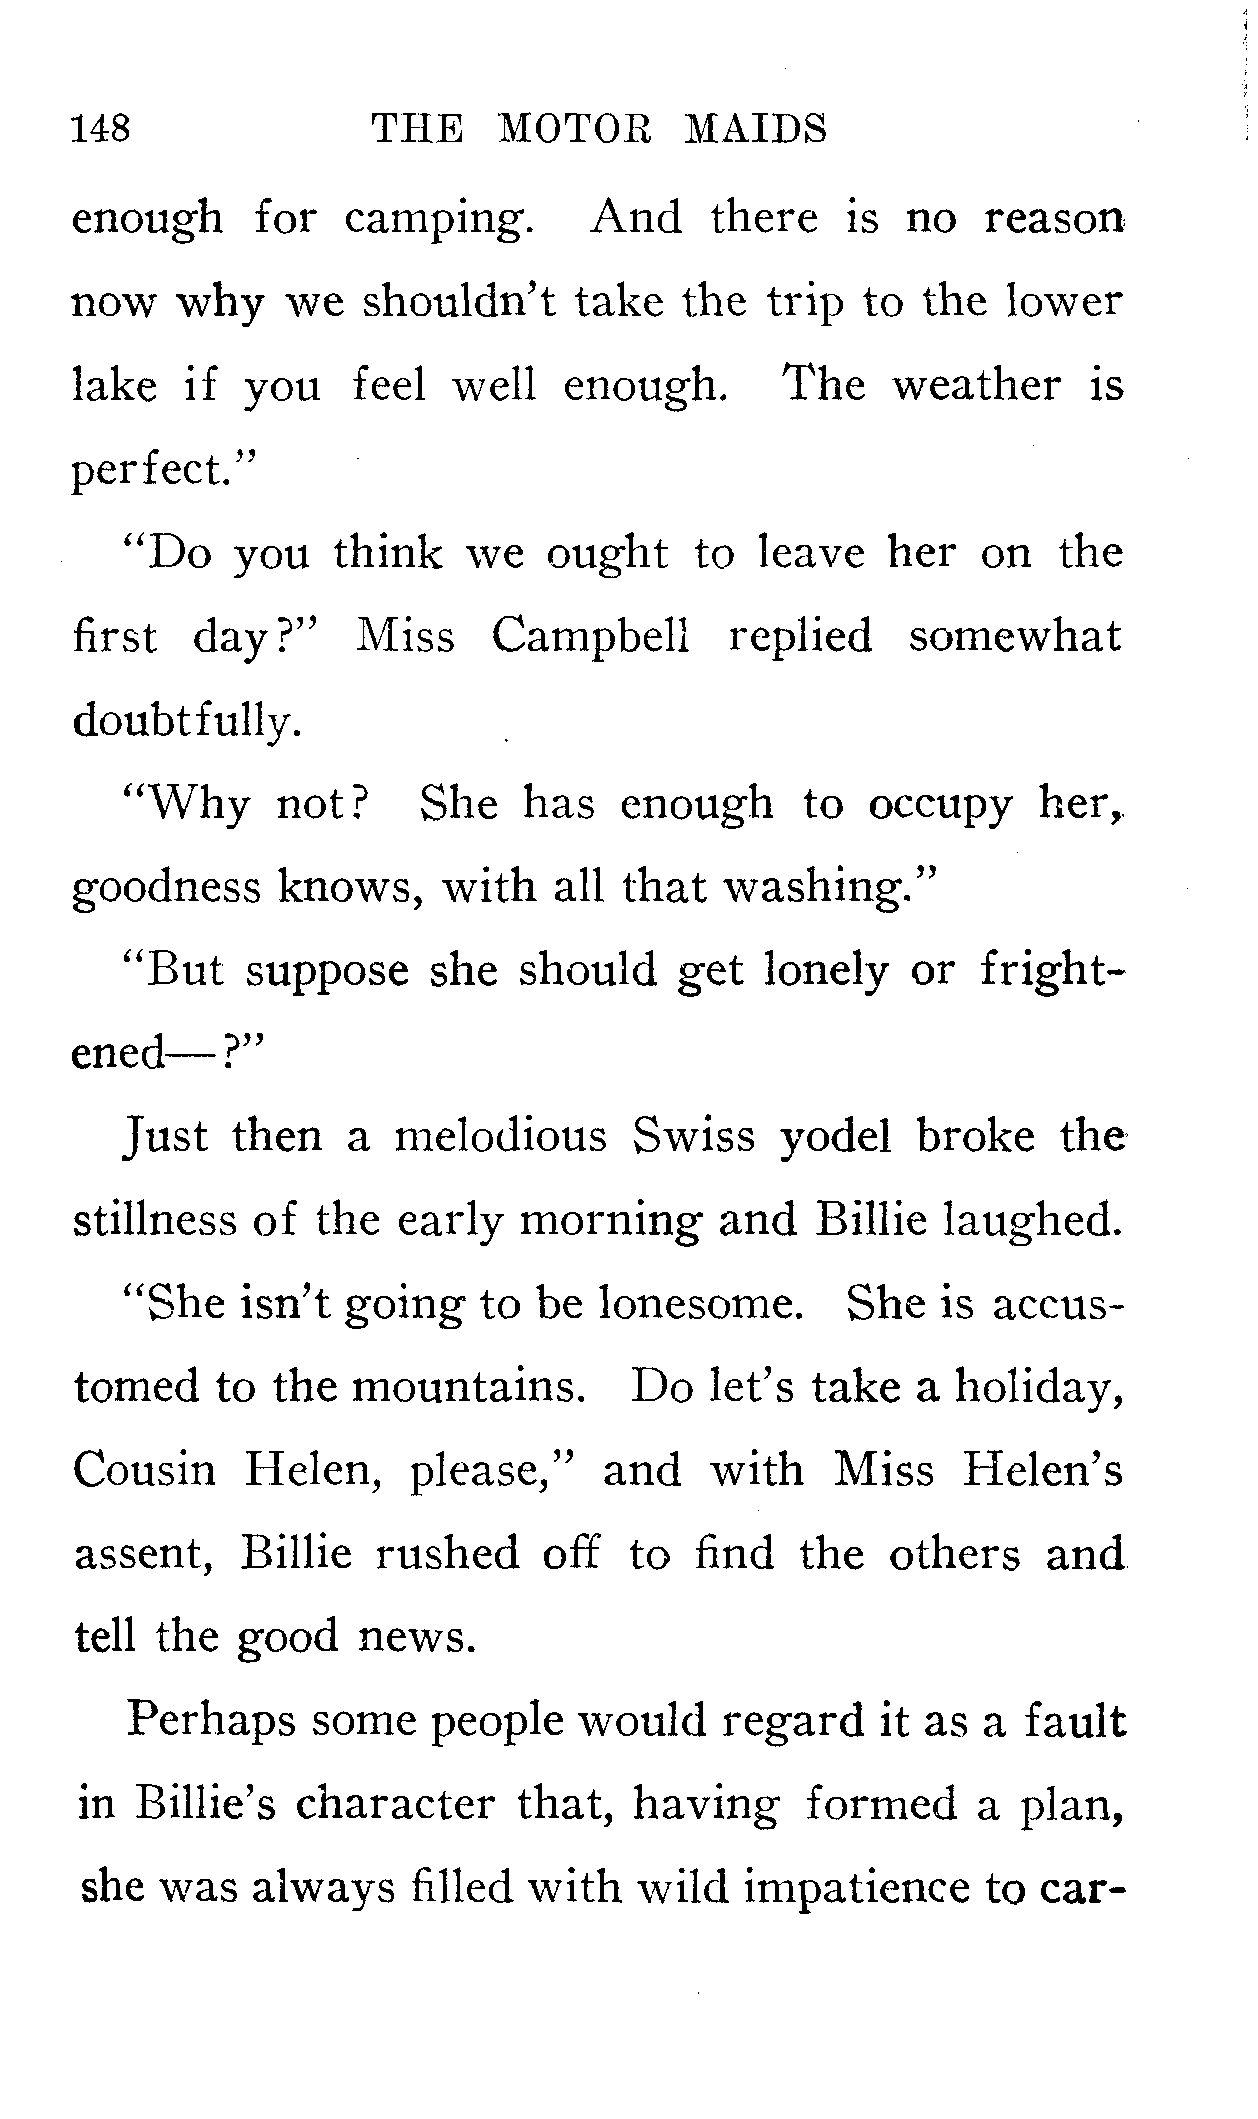 148 THE MOTOR MAIDS
enough for camping. And there is no reason
now why we shouldn't take the trip to the lower
lake if you feel well enough. The weather is
perfect."
"Do you think we ought to leave her on the
first day?" Miss Campbell replied somewhat
doubtfully.
"Why not? She has enough to occupy her,
goodness knows, with all that washing."
"But suppose she should get lonely or fright-
ened—?"
Just then a melodious Swiss yodel broke the
stillness of the early morning and Billie laughed.
"She isn't going to be lonesome. She is accus-
tomed to the mountains. Do let's take a holiday,
Cousin Helen, please," and with Miss Helen's
assent, Billie rushed off to find the others and
tell the good news.
Perhaps some people would regard it as a fault
in Billie's character that, having formed a plan,
she was always filled with wild impatience to car-